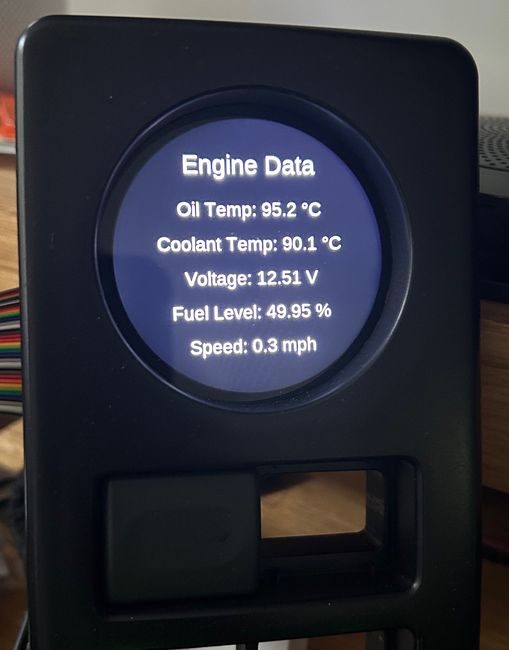 Engine Data
Oil Temp: 95.2 °C
Coolant Temp: 90.1 °C
Voltage: 12.51 V
Fuel Level: 49.95 %
Speed: 0.3 mph